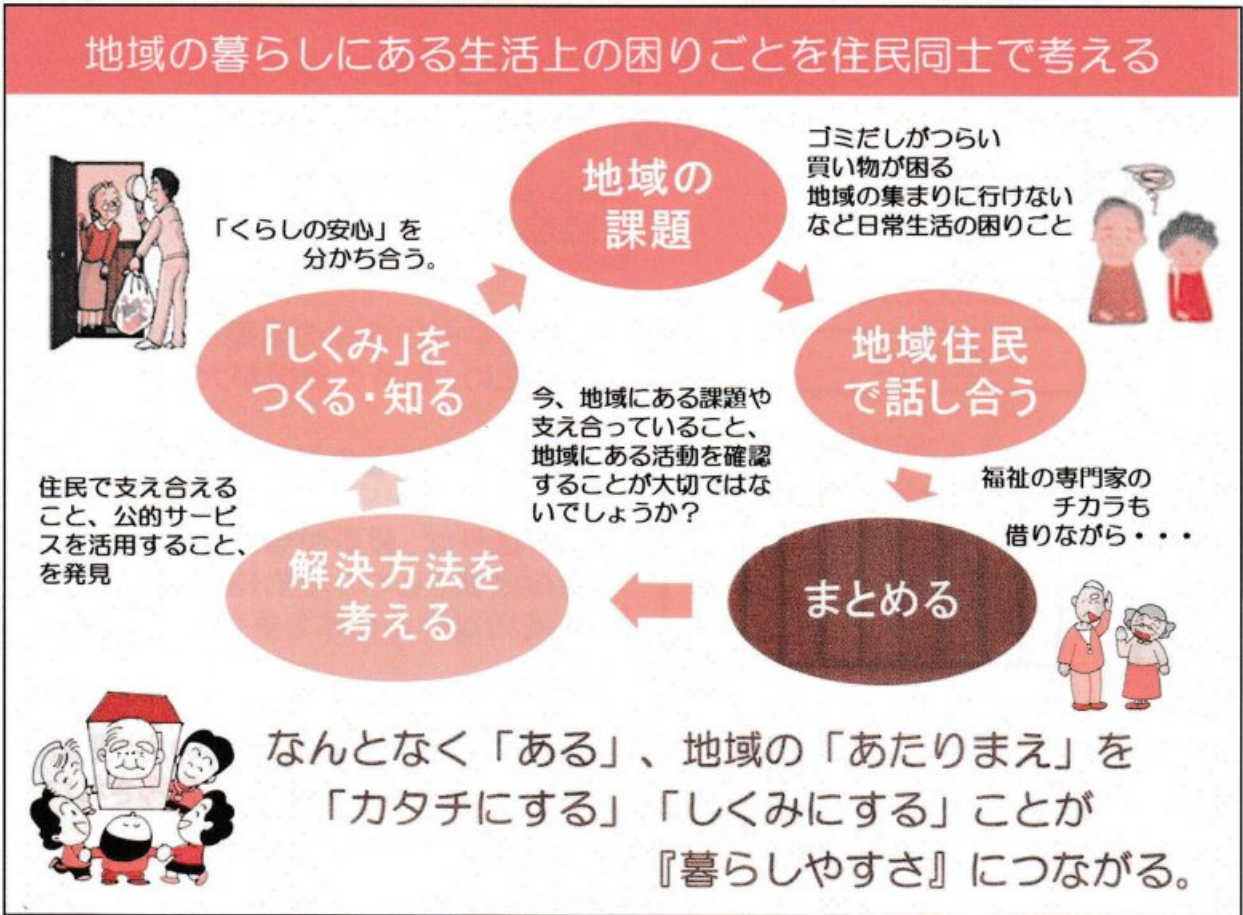 地域の暮らしにある生活上の困りごとを住民同士で考える
地域の
課題
ゴミだしがつらい
買い物が困る
地域の集まりに行けない
など日常生活の困りごと
地域住民
で話し合う
福祉の専門家の
チカラも
借りながら・・・
まとめる
解決方法を
考える
住民で支え合える
こと、公的サービ
スを活用すること、
を発見
「しくみ」を
つくる・知る
「くらしの安心」を
分かち合う。
今、地域にある課題や
支え合っていること、
地域にある活動を確認
することが大切ではな
いでしょうか?
なんとなく「ある」、地域の「あたりまえ」を
「カタチにする」「しくみにする」ことが
『暮らしやすさ』につながる。